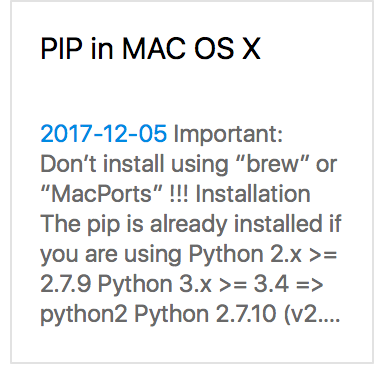 PIP in MAC OS X
2017-12-05 Important:
Don’t install using “brew” or
“MacPorts” !!! Installation
The pip is already installed if
you are using Python 2.x >=
2.7.9 Python 3.x >= 3.4 =>
python2 Python 2.7.10 (v2....